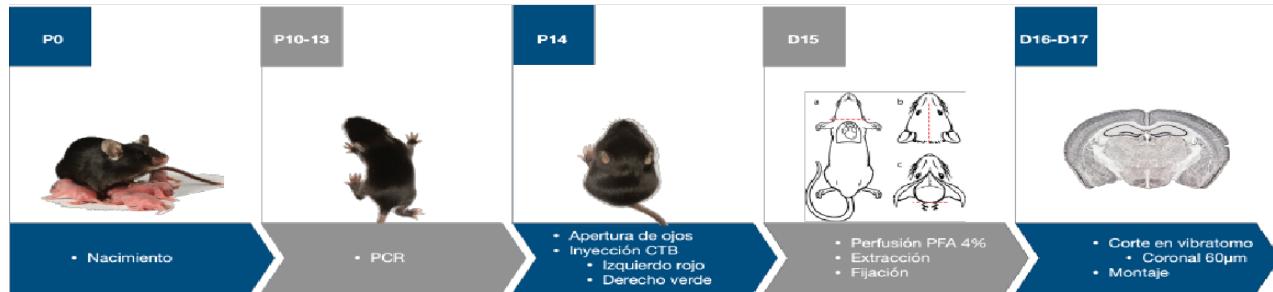 P0
P10-13
P14
D15
D16-D17
a
b
c
• Nacimiento
• PCR
• Apertura de ojos
• Inyección CTB
• Izquierdo rojo
• Derecho verde
• Perfusión PFA 4%
• Extracción
• Fijación
• Corte en vibratomo
• Coronal 60µm
• Montaje